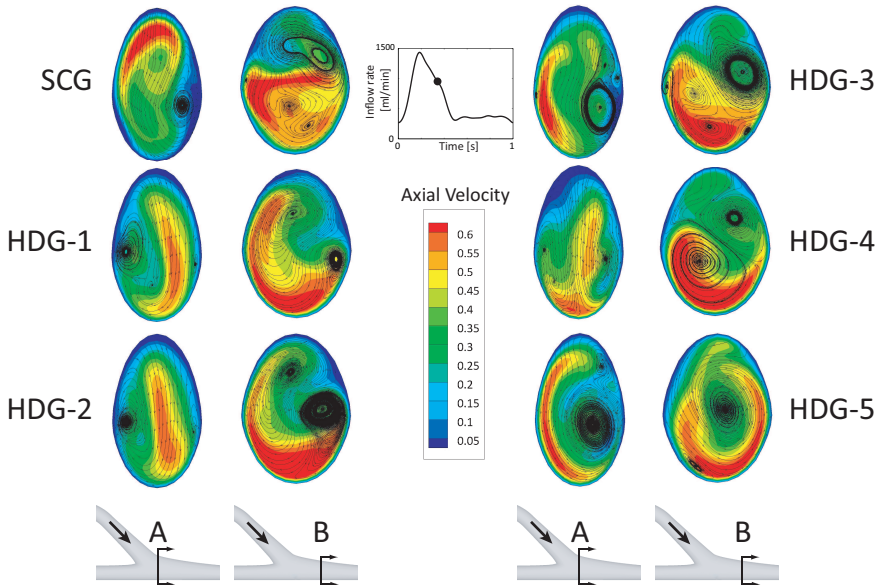 SCG
HDG-1
HDG-2
1500
Inflow rate
[ml/min]
0
0
1
Time [s]
Axial Velocity
0.6
0.55
0.5
0.45
0.4
0.35
0.3
0.25
0.2
0.15
0.1
0.05
HDG-3
HDG-4
HDG-5
A
B
A
B